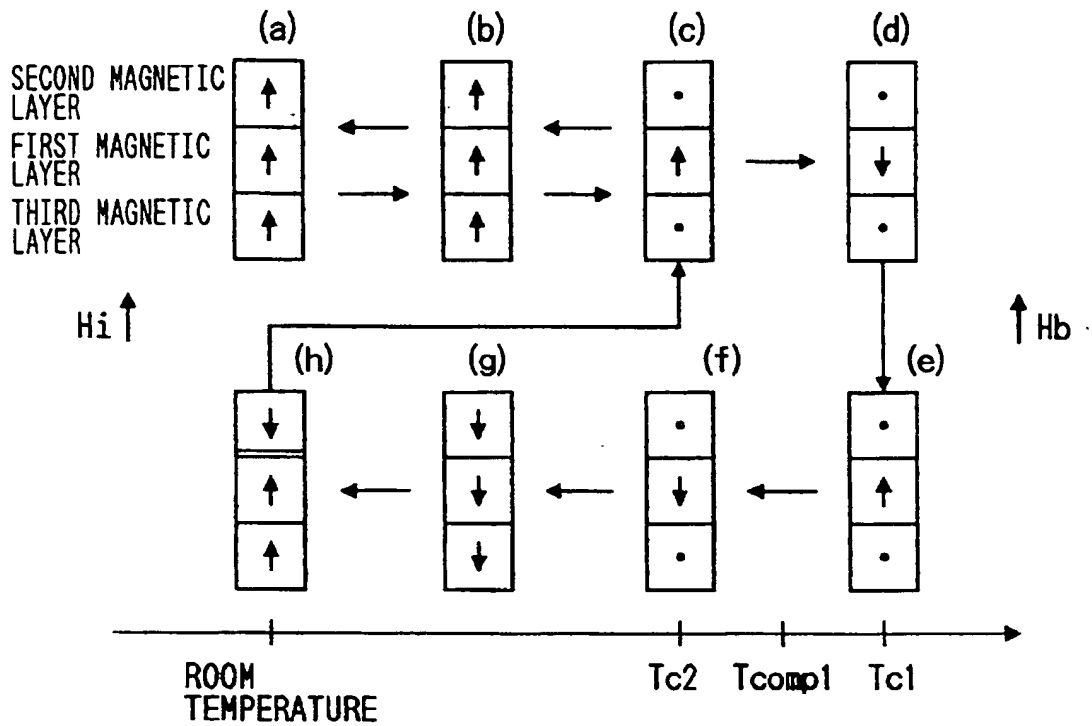 (a) (b) (c) (d)
SECOND MAGNETIC
LAYER
FIRST MAGNETIC
LAYER
THIRD MAGNETIC
LAYER
Hi Hb
(h) (g) (f) (e)
Tc2 Tcomp1 Tc1
ROOM
TEMPERATURE